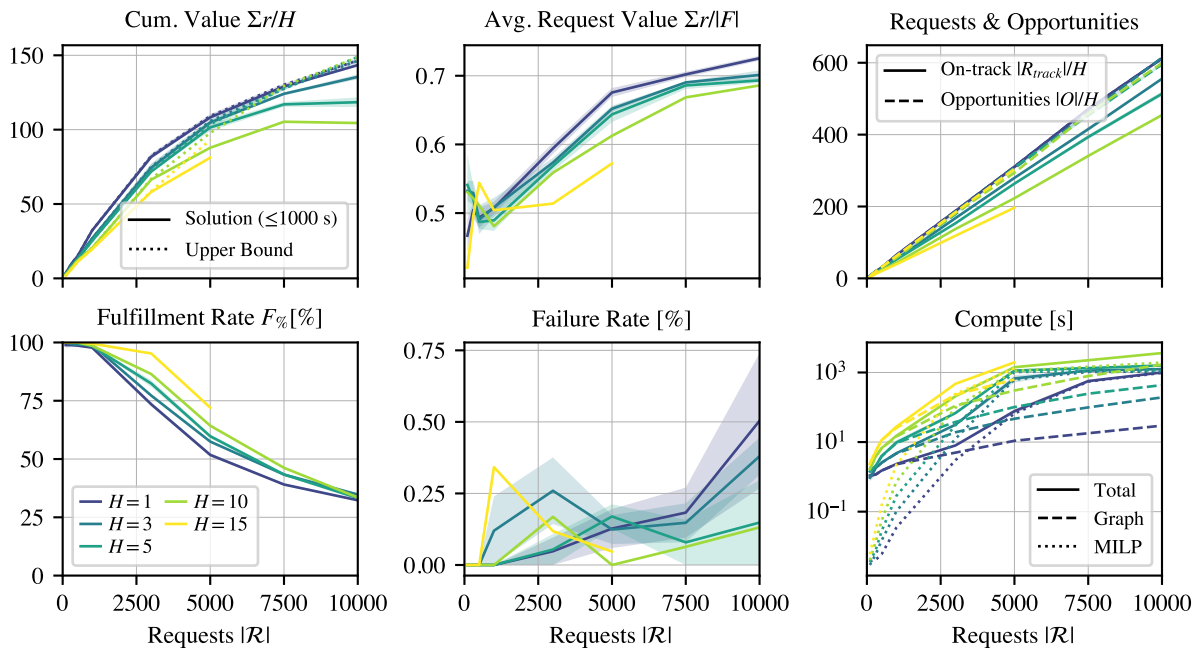 Cum. Value Σr/H
150
100
50
0
Solution (≤1000 s)
Upper Bound
Avg. Request Value Σr/|F|
0.7
0.6
0.5
Requests & Opportunities
600
400
200
0
On-track |R_track|/H
Opportunities |O|/H
Fulfillment Rate F_%[%]
100
75
50
25
0
H = 1
H = 3
H = 5
H = 10
H = 15
0 2500 5000 7500 10000
Requests |ℛ|
Failure Rate [%]
0.75
0.50
0.25
0.00
0 2500 5000 7500 10000
Requests |ℛ|
Compute [s]
10³
10¹
10⁻¹
Total
Graph
MILP
0 2500 5000 7500 10000
Requests |ℛ|